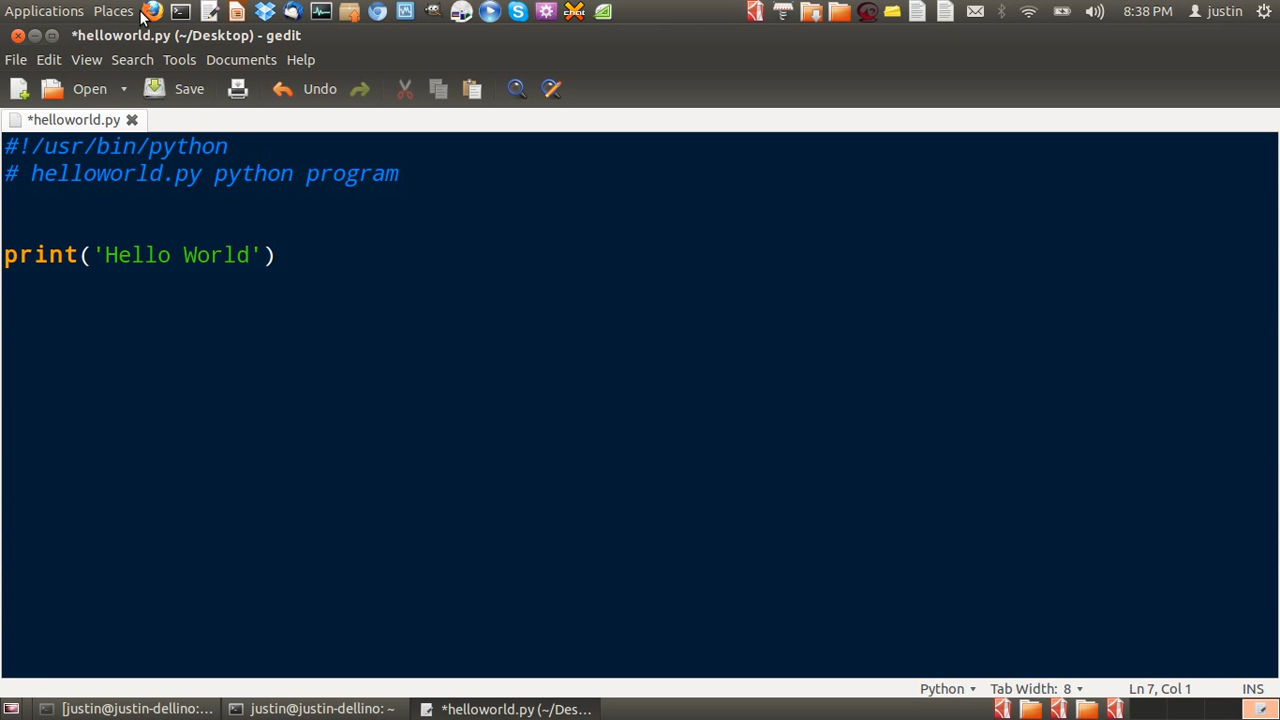 Applications Places 8:38 PM justin
*helloworld.py (~/Desktop) - gedit
File Edit View Search Tools Documents Help
Open Save Undo
*helloworld.py
#!/usr/bin/python
# helloworld.py python program
print('Hello World')
Python Tab Width: 8 Ln 7, Col 1 INS
[justin@justin-dellino:... justin@justin-dellino: ~ *helloworld.py (~/Des...